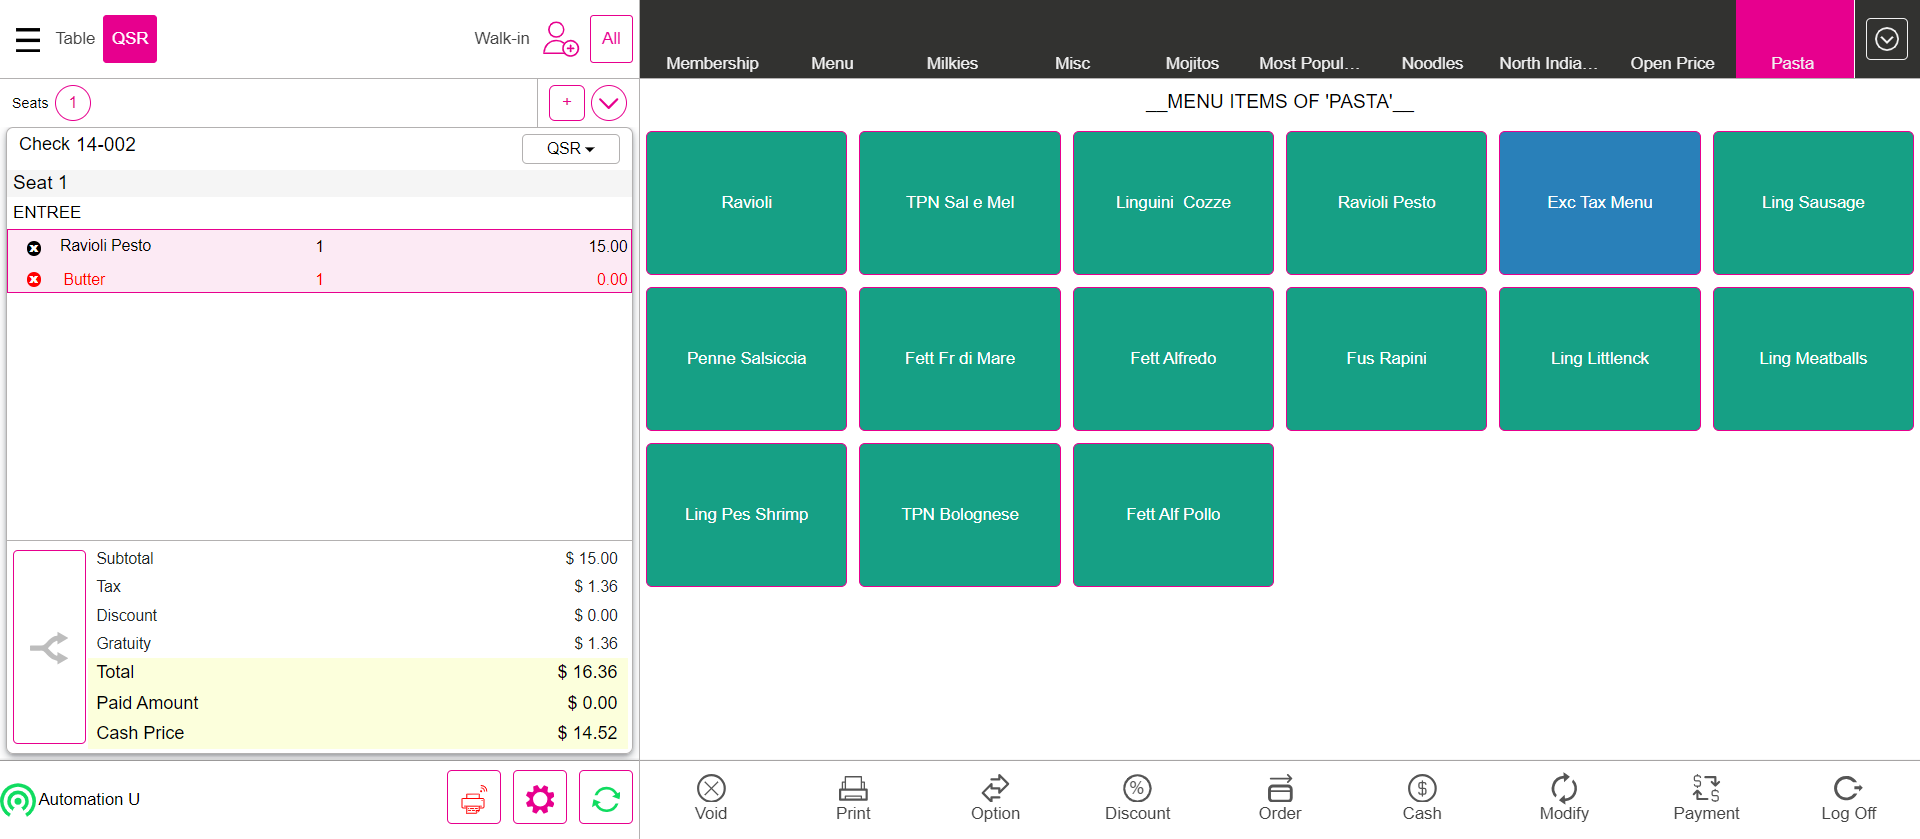 Table QSR Walk-in All
Seats 1 +
Check 14-002 QSR
Seat 1
ENTREE
Ravioli Pesto 1 15.00
Butter 1 0.00
Subtotal $ 15.00
Tax $ 1.36
Discount $ 0.00
Gratuity $ 1.36
Total $ 16.36
Paid Amount $ 0.00
Cash Price $ 14.52
Automation U
Membership Menu Milkies Misc Mojitos Most Popul... Noodles North India... Open Price Pasta
__MENU ITEMS OF 'PASTA'__
Ravioli TPN Sal e Mel Linguini Cozze Ravioli Pesto Exc Tax Menu Ling Sausage
Penne Salsiccia Fett Fr di Mare Fett Alfredo Fus Rapini Ling Littlenck Ling Meatballs
Ling Pes Shrimp TPN Bolognese Fett Alf Pollo
Void Print Option Discount Order Cash Modify Payment Log Off